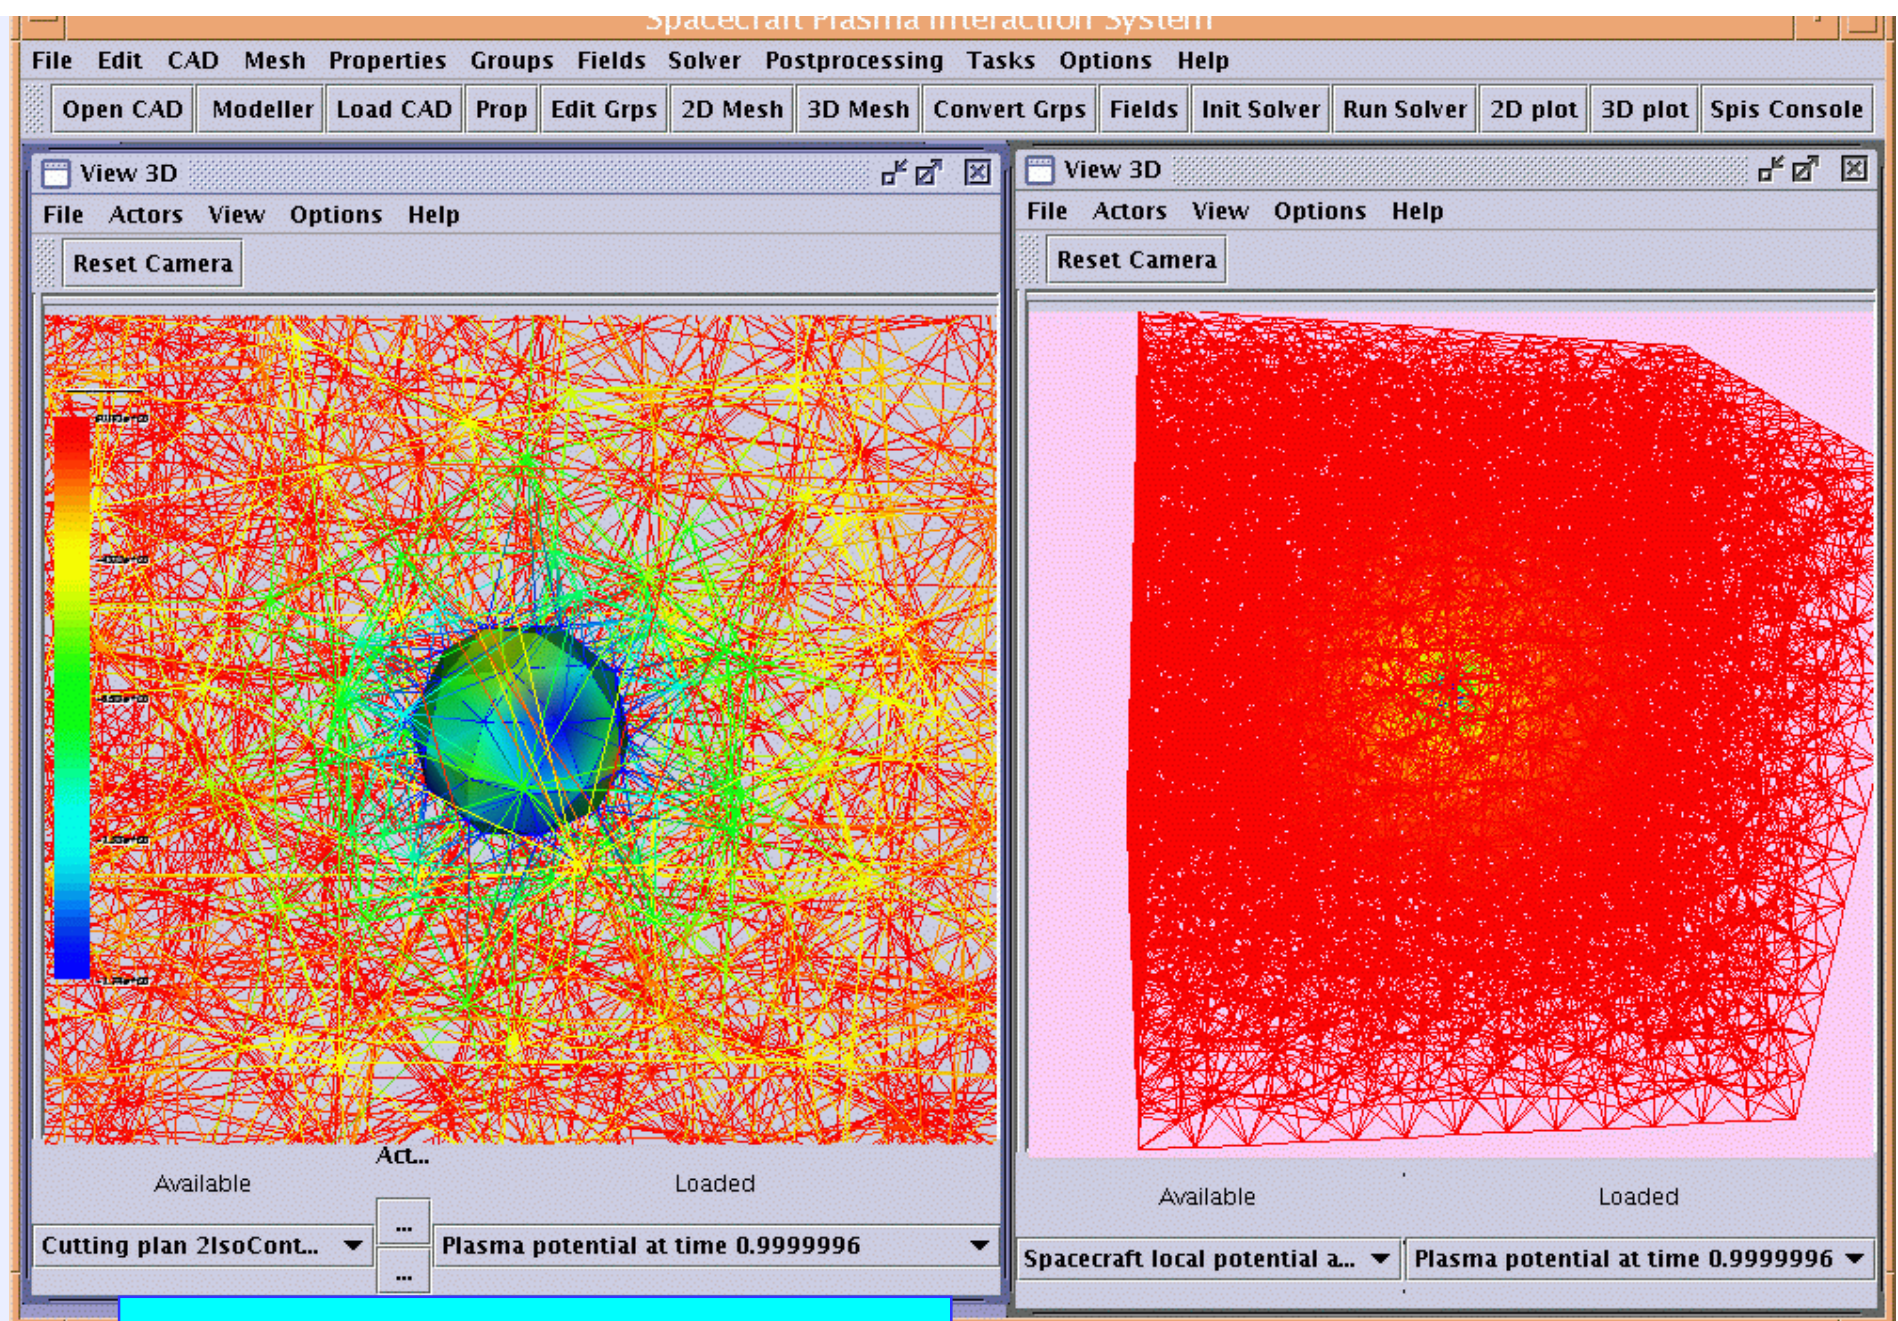 Spacecraft Plasma Interaction System
File Edit CAD Mesh Properties Groups Fields Solver Postprocessing Tasks Options Help
Open CAD Modeller Load CAD Prop Edit Grps 2D Mesh 3D Mesh Convert Grps Fields Init Solver Run Solver 2D plot 3D plot Spis Console
View 3D
File Actors View Options Help
Reset Camera
Act...
Available Loaded
...
Cutting plan 2IsoCont... Plasma potential at time 0.9999996
...
View 3D
File Actors View Options Help
Reset Camera
Available Loaded
Spacecraft local potential a... Plasma potential at time 0.9999996